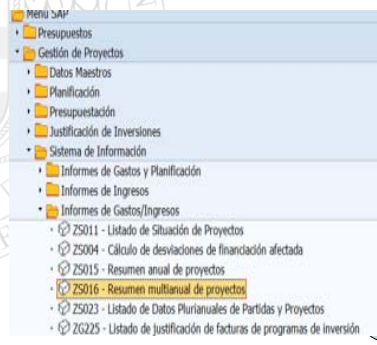 Menú SAP
Presupuestos
Gestión de Proyectos
Datos Maestros
Planificación
Presupuestación
Justificación de Inversiones
Sistema de Información
Informes de Gastos y Planificación
Informes de Ingresos
Informes de Gastos/Ingresos
ZS011 - Listado de Situación de Proyectos
ZS004 - Cálculo de desviaciones de financiación afectada
ZS015 - Resumen anual de proyectos
ZS016 - Resumen multianual de proyectos
ZS023 - Listado de Datos Plurianuales de Partidas y Proyectos
ZG225 - Listado de justificación de facturas de programas de inversión